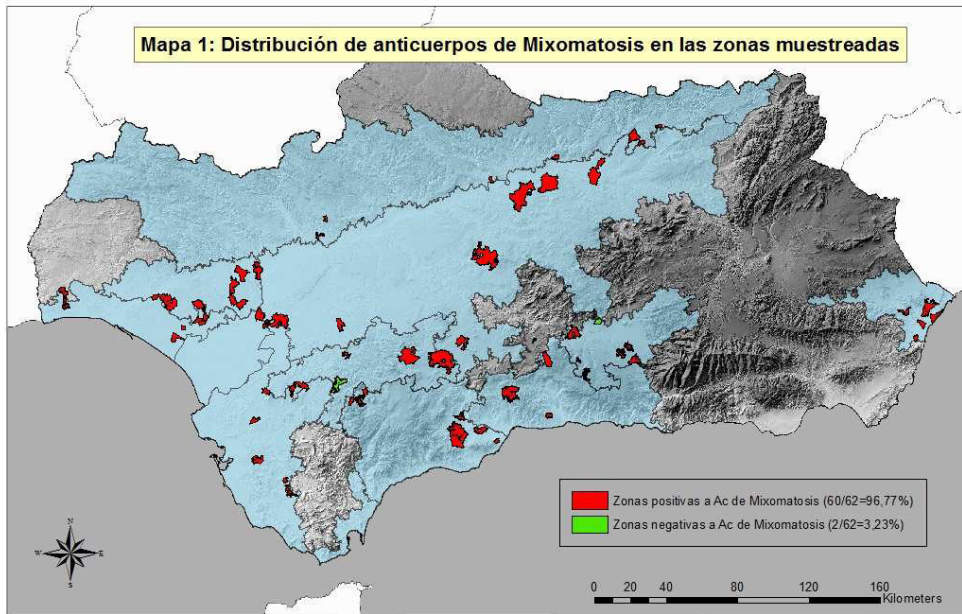 Mapa 1: Distribución de anticuerpos de Mixomatosis en las zonas muestreadas
Zonas positivas a Ac de Mixomatosis (60/62=96,77%)
Zonas negativas a Ac de Mixomatosis (2/62=3,23%)
N
W
E
S
0 20 40 80 120 160
Kilometers